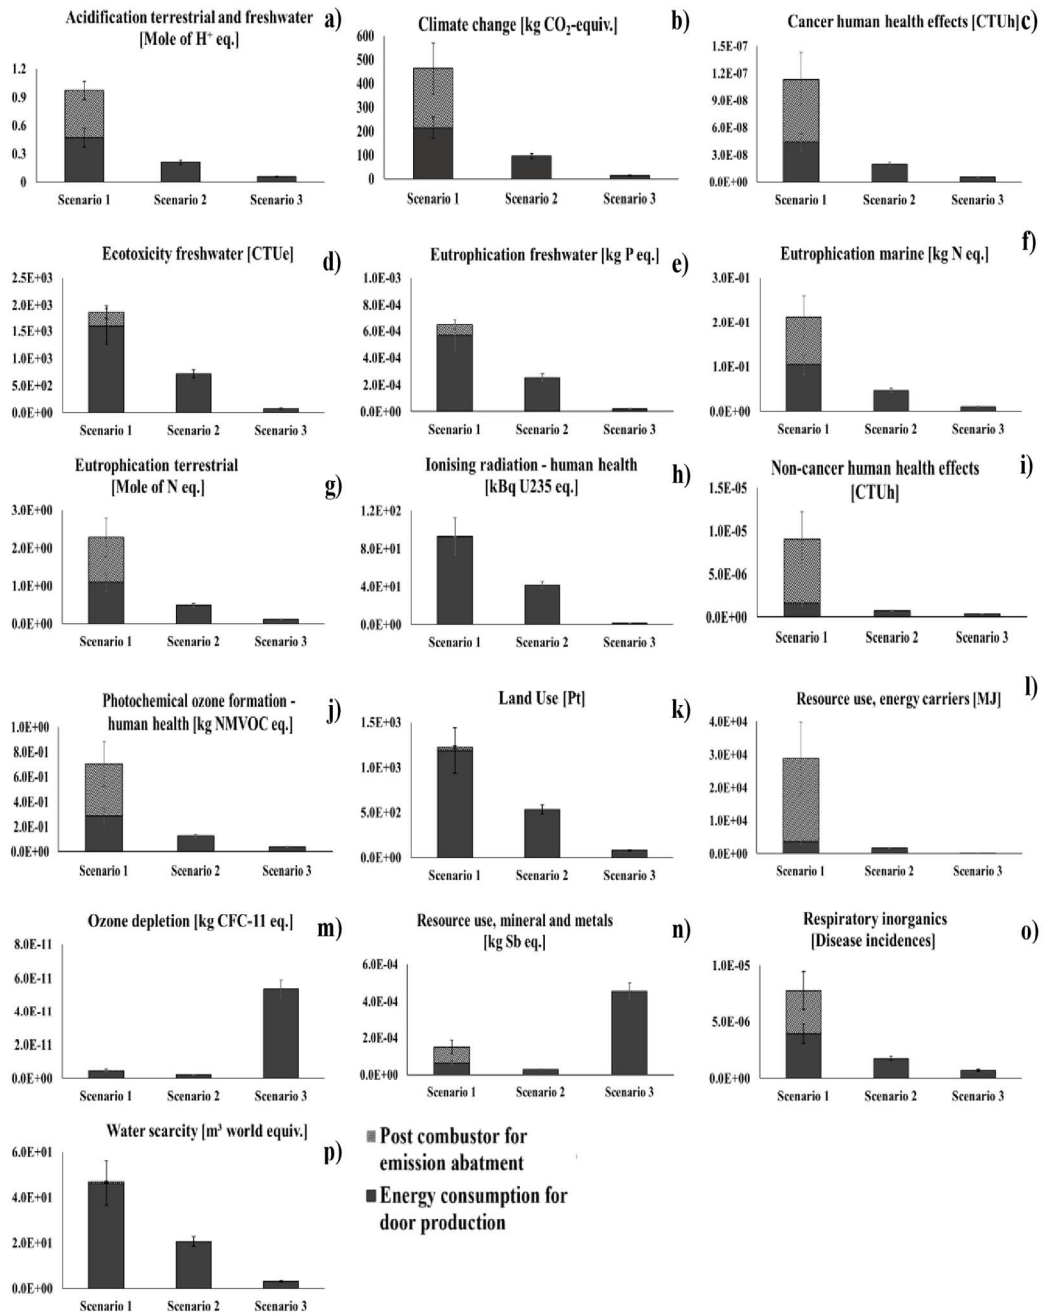 Acidification terrestrial and freshwater
[Mole of H+ eq.]
a)
1.2
0.9
0.6
0.3
0
Scenario 1 Scenario 2 Scenario 3
Climate change [kg CO2-equiv.]
b)
600
500
400
300
200
100
0
Scenario 1 Scenario 2 Scenario 3
Cancer human health effects [CTUh]
c)
1.5E-07
1.2E-07
9.0E-08
6.0E-08
3.0E-08
0.0E+00
Scenario 1 Scenario 2 Scenario 3
Ecotoxicity freshwater [CTUe]
d)
2.5E+03
2.0E+03
1.5E+03
1.0E+03
5.0E+02
0.0E+00
Scenario 1 Scenario 2 Scenario 3
Eutrophication freshwater [kg P eq.]
e)
1.0E-03
8.0E-04
6.0E-04
4.0E-04
2.0E-04
0.0E+00
Scenario 1 Scenario 2 Scenario 3
Eutrophication marine [kg N eq.]
f)
3.0E-01
2.0E-01
1.0E-01
0.0E+00
Scenario 1 Scenario 2 Scenario 3
Eutrophication terrestrial
[Mole of N eq.]
g)
3.0E+00
2.0E+00
1.0E+00
0.0E+00
Scenario 1 Scenario 2 Scenario 3
Ionising radiation - human health
[kBq U235 eq.]
h)
1.2E+02
8.0E+01
4.0E+01
0.0E+00
Scenario 1 Scenario 2 Scenario 3
Non-cancer human health effects
[CTUh]
i)
1.5E-05
1.0E-05
5.0E-06
0.0E+00
Scenario 1 Scenario 2 Scenario 3
Photochemical ozone formation -
human health [kg NMVOC eq.]
j)
1.0E+00
8.0E-01
6.0E-01
4.0E-01
2.0E-01
0.0E+00
Scenario 1 Scenario 2 Scenario 3
Land Use [Pt]
k)
1.5E+03
1.0E+03
5.0E+02
0.0E+00
Scenario 1 Scenario 2 Scenario 3
Resource use, energy carriers [MJ]
l)
4.0E+04
3.0E+04
2.0E+04
1.0E+04
0.0E+00
Scenario 1 Scenario 2 Scenario 3
Ozone depletion [kg CFC-11 eq.]
m)
8.0E-11
6.0E-11
4.0E-11
2.0E-11
0.0E+00
Scenario 1 Scenario 2 Scenario 3
Resource use, mineral and metals
[kg Sb eq.]
n)
6.0E-04
4.0E-04
2.0E-04
0.0E+00
Scenario 1 Scenario 2 Scenario 3
Respiratory inorganics
[Disease incidences]
o)
1.0E-05
5.0E-06
0.0E+00
Scenario 1 Scenario 2 Scenario 3
Water scarcity [m³ world equiv.]
p)
6.0E+01
4.0E+01
2.0E+01
0.0E+00
Scenario 1 Scenario 2 Scenario 3
Post combustor for
emission abatment
Energy consumption for
door production